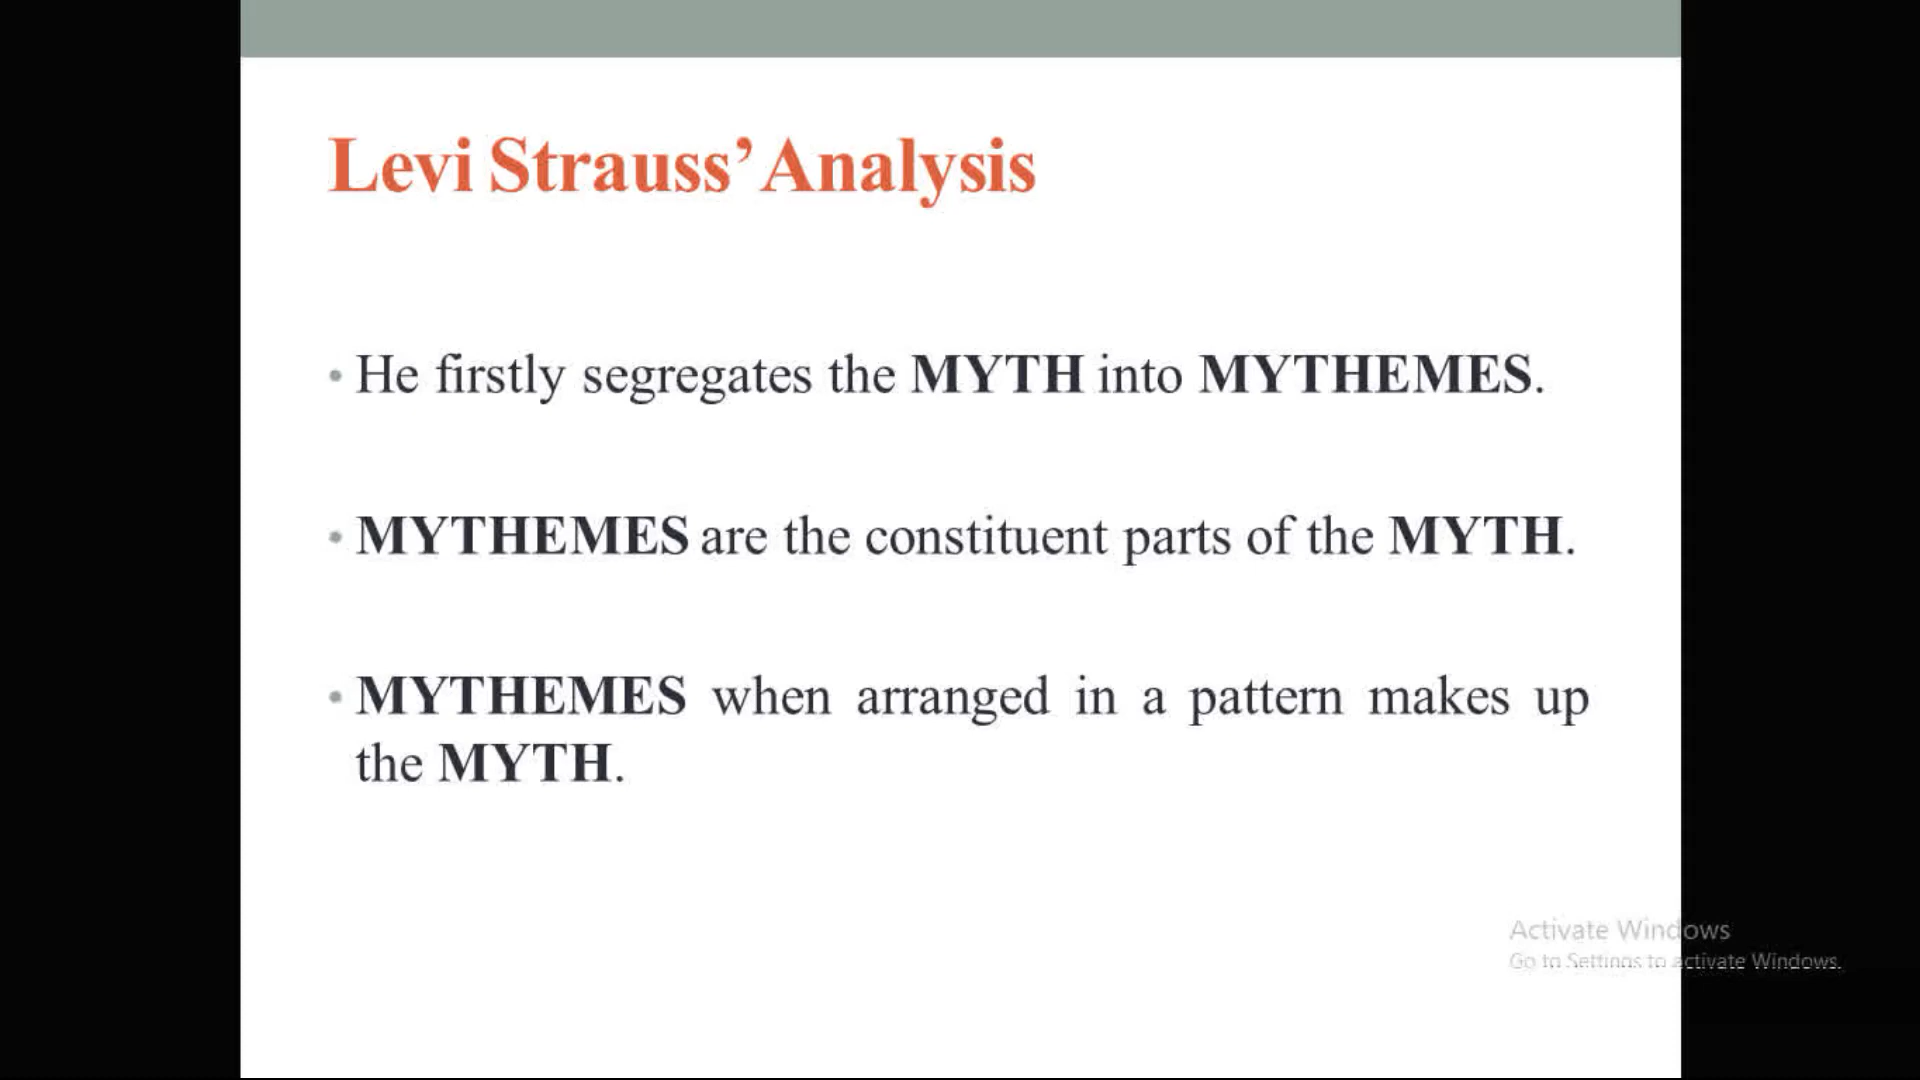 Levi Strauss’ Analysis
• He firstly segregates the MYTH into MYTHEMES.
• MYTHEMES are the constituent parts of the MYTH.
• MYTHEMES when arranged in a pattern makes up
the MYTH.
Activate Windows
Go to Settings to activate Windows.